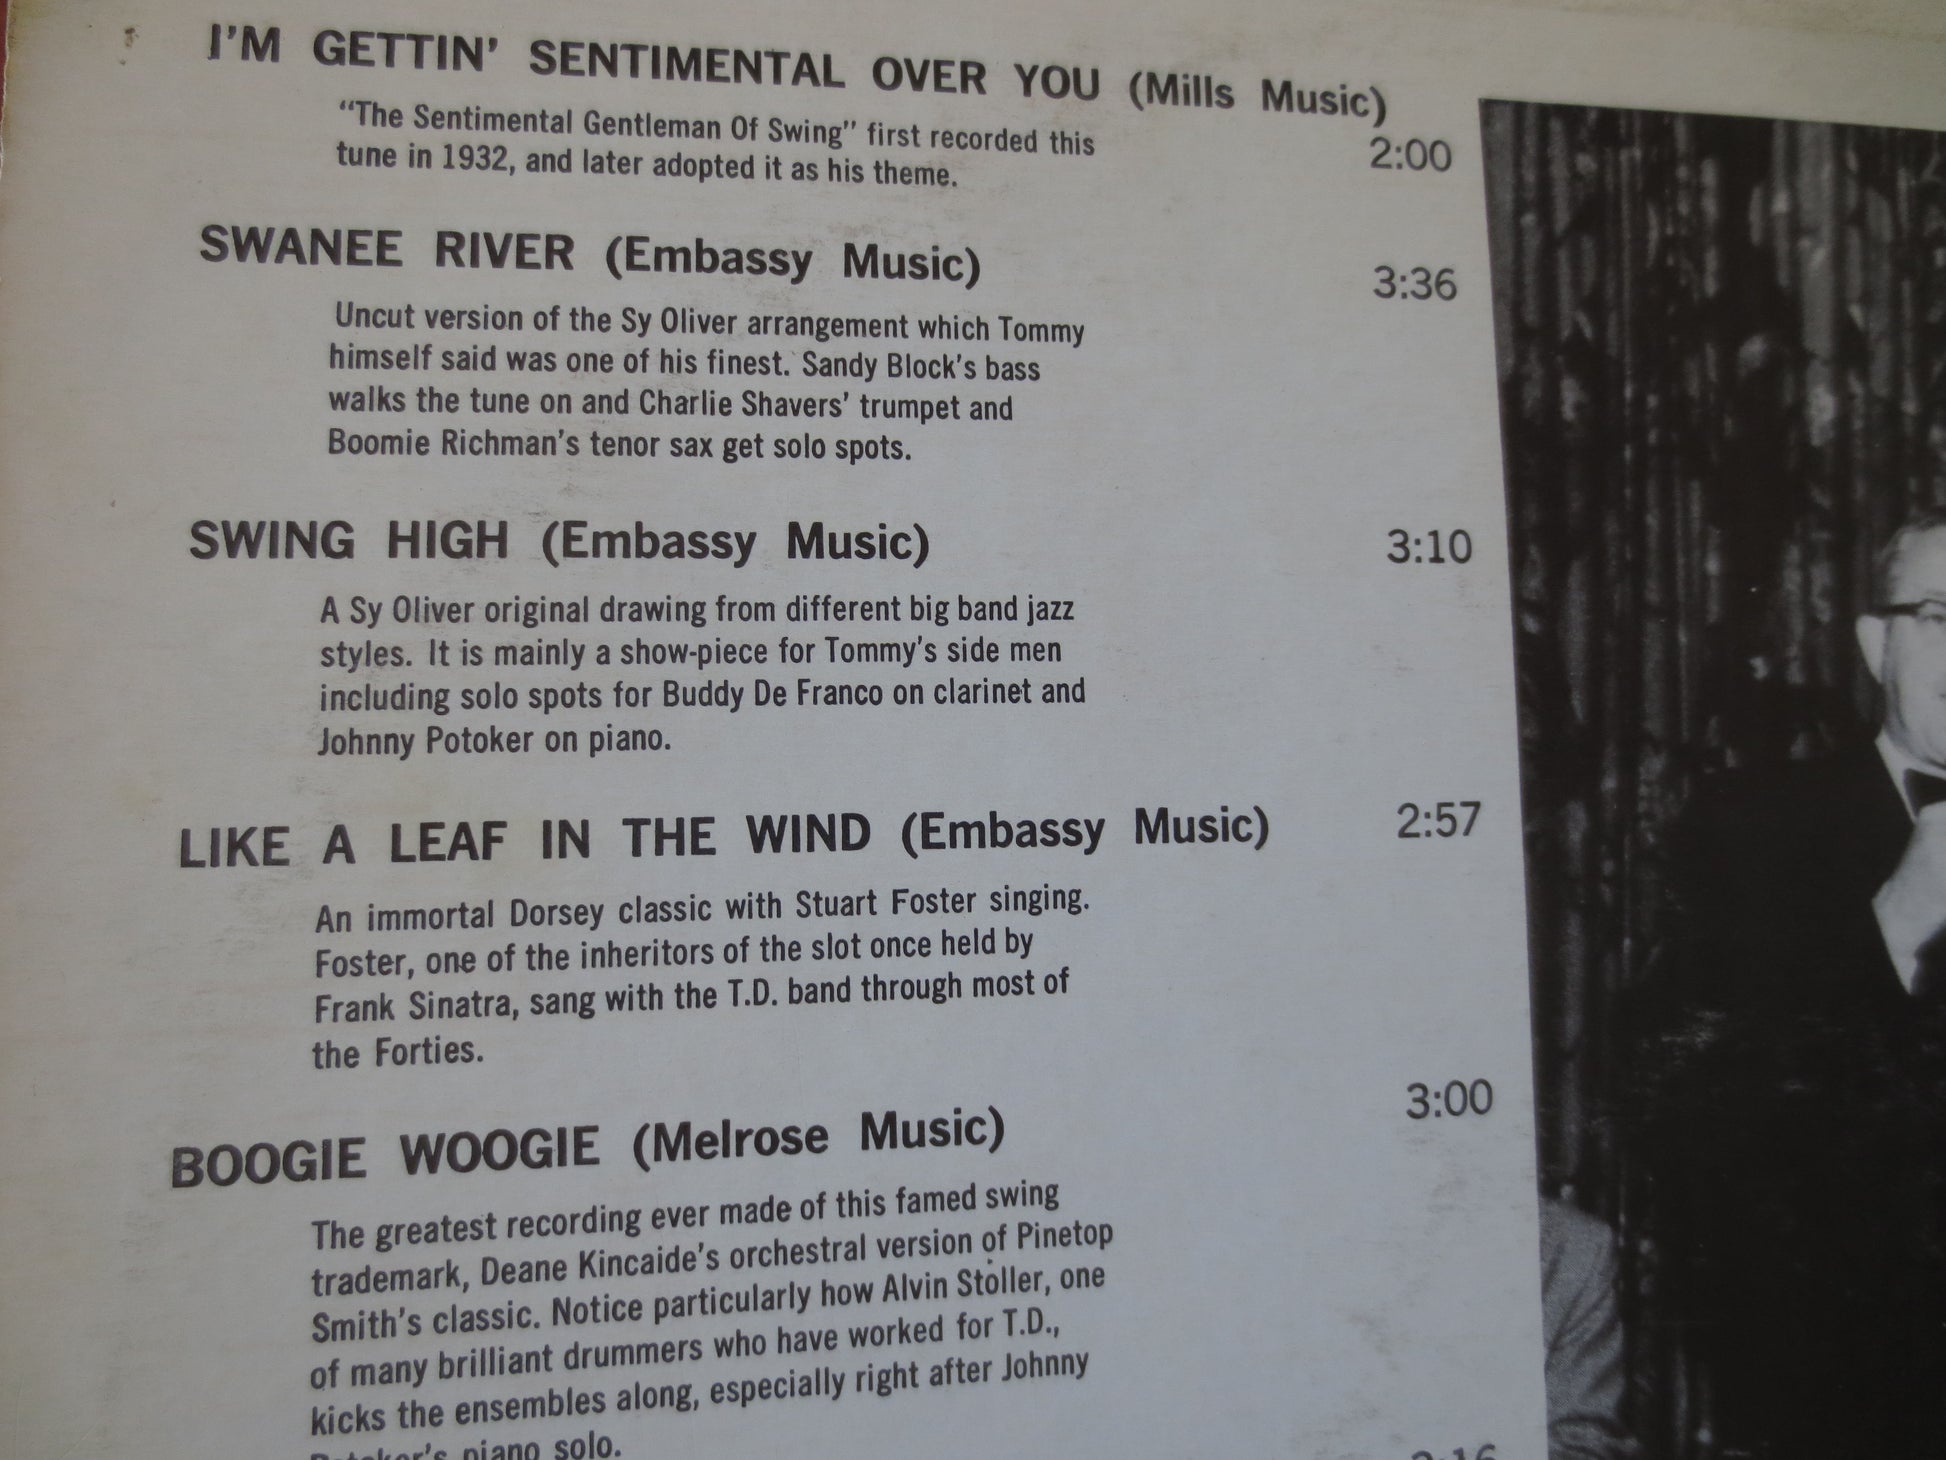 I'M GETTIN' SENTIMENTAL OVER YOU (Mills Music)
2:00
"The Sentimental Gentleman Of Swing" first recorded this
tune in 1932, and later adopted it as his theme.
SWANEE RIVER (Embassy Music)
3:36
Uncut version of the Sy Oliver arrangement which Tommy
himself said was one of his finest. Sandy Block's bass
walks the tune on and Charlie Shavers' trumpet and
Boomie Richman's tenor sax get solo spots.
SWING HIGH (Embassy Music)
3:10
A Sy Oliver original drawing from different big band jazz
styles. It is mainly a show-piece for Tommy's side men
including solo spots for Buddy De Franco on clarinet and
Johnny Potoker on piano.
LIKE A LEAF IN THE WIND (Embassy Music)
2:57
An immortal Dorsey classic with Stuart Foster singing.
Foster, one of the inheritors of the slot once held by
Frank Sinatra, sang with the T.D. band through most of
the Forties.
BOOGIE WOOGIE (Melrose Music)
3:00
The greatest recording ever made of this famed swing
trademark, Deane Kincaide's orchestral version of Pinetop
Smith's classic. Notice particularly how Alvin Stoller, one
of many brilliant drummers who have worked for T.D.,
kicks the ensembles along, especially right after Johnny
Potoker's piano solo.